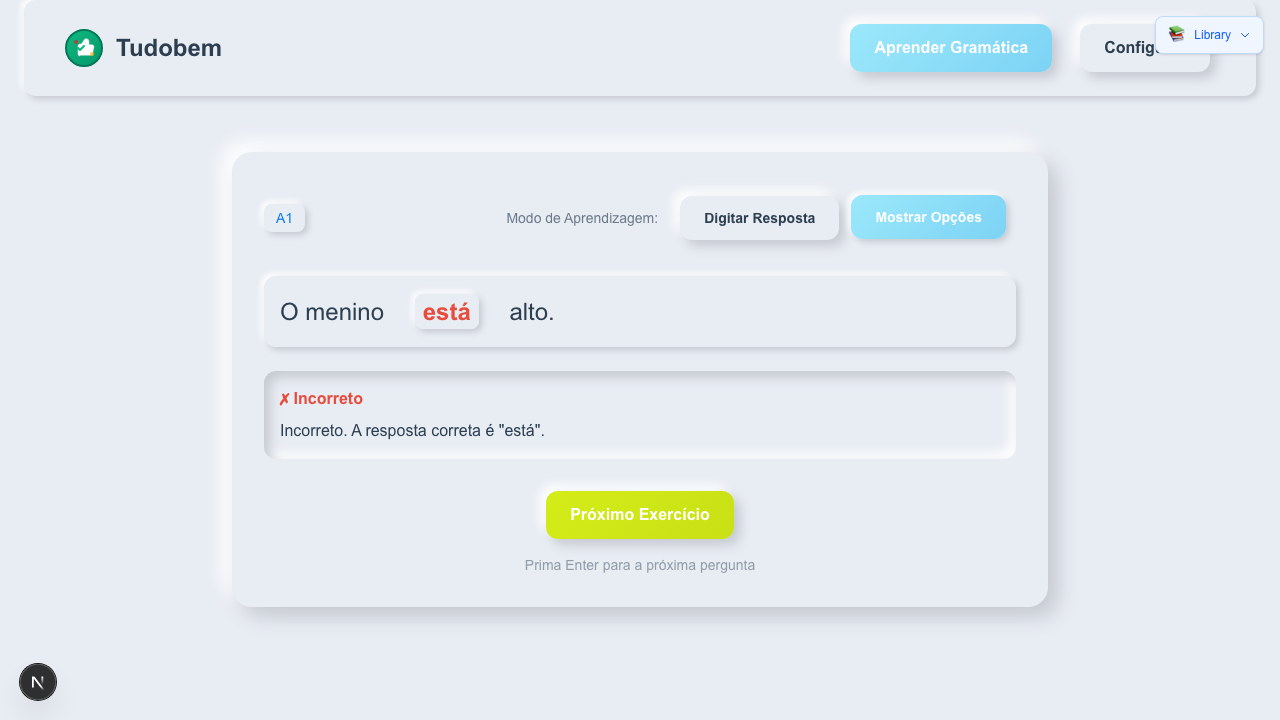 Tudobem
Aprender Gramática
Config
Library
A1
Modo de Aprendizagem:
Digitar Resposta
Mostrar Opções
O menino está alto.
✗ Incorreto
Incorreto. A resposta correta é "está".
Próximo Exercício
Prima Enter para a próxima pergunta
N